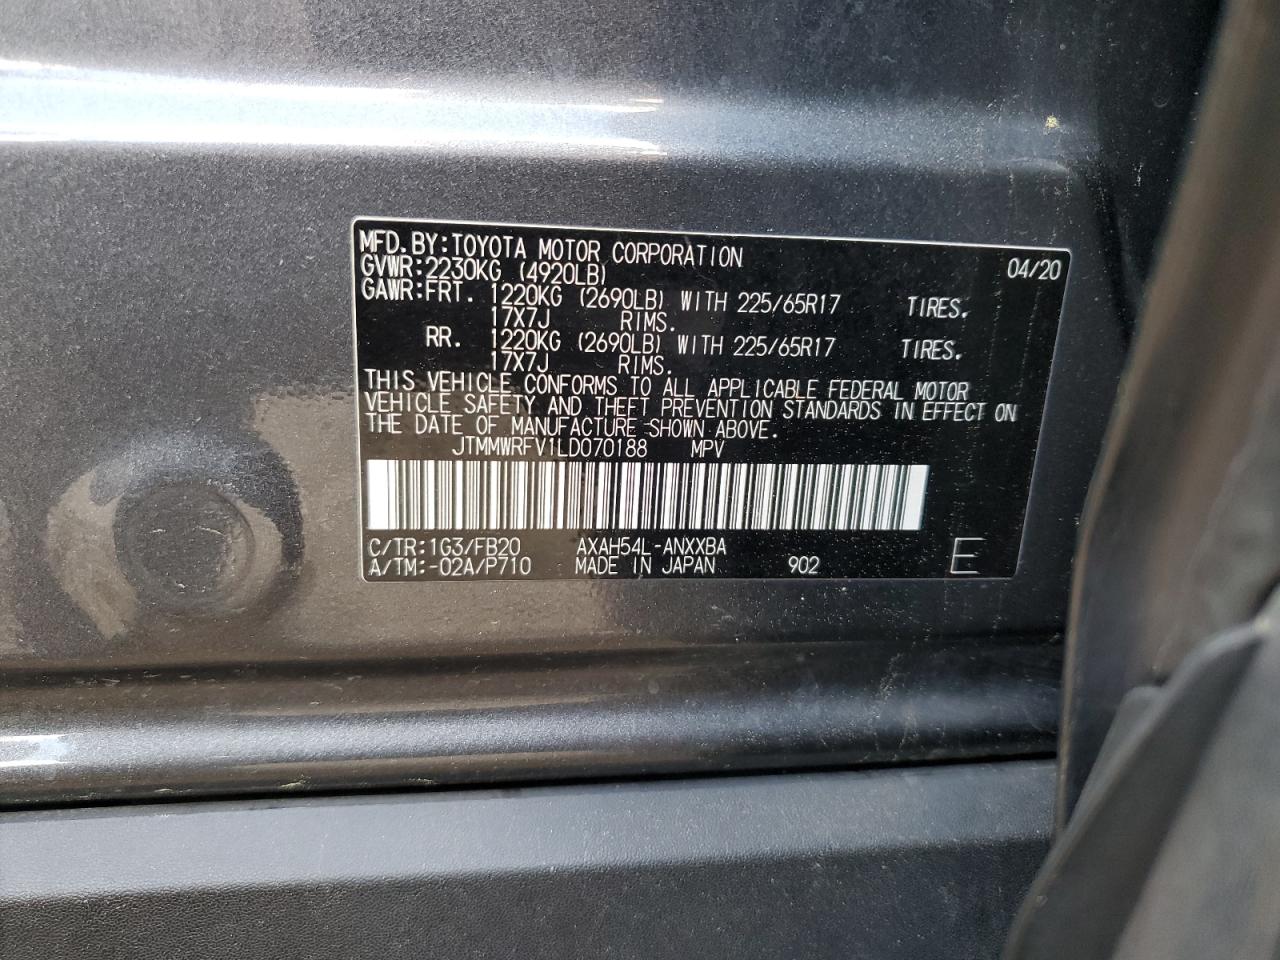 MFD.BY:TOYOTA MOTOR CORPORATION 04/20
GVWR:2230KG (4920LB)
GAWR:FRT. 1220KG (2690LB) WITH 225/65R17 TIRES.
17X7J RIMS.
RR. 1220KG (2690LB) WITH 225/65R17 TIRES.
17X7J RIMS.
THIS VEHICLE CONFORMS TO ALL APPLICABLE FEDERAL MOTOR
VEHICLE SAFETY AND THEFT PREVENTION STANDARDS IN EFFECT ON
THE DATE OF MANUFACTURE SHOWN ABOVE.
JTMMWRFV1LD070188 MPV
C/TR:1G3/FB20 AXAH54L-ANXXBA
A/TM:-02A/P710 MADE IN JAPAN 902 E